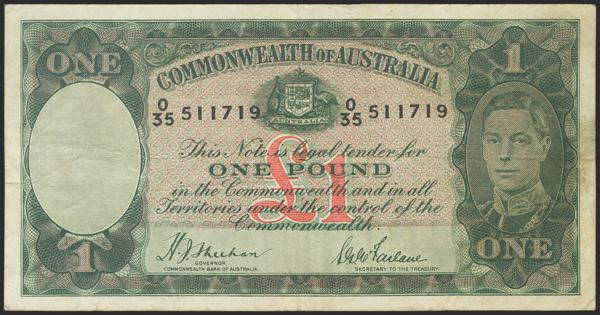 ONE
COMMONWEALTH OF AUSTRALIA
1
AUSTRALIA
O/35 511719 O/35 511719
This Note is legal tender for
ONE POUND
in the Commonwealth and in all
Territories under the control of the
Commonwealth.
£1
H. J. Sheehan
GOVERNOR
COMMONWEALTH BANK OF AUSTRALIA
S. G. McFarlane
SECRETARY TO THE TREASURY.
1
ONE